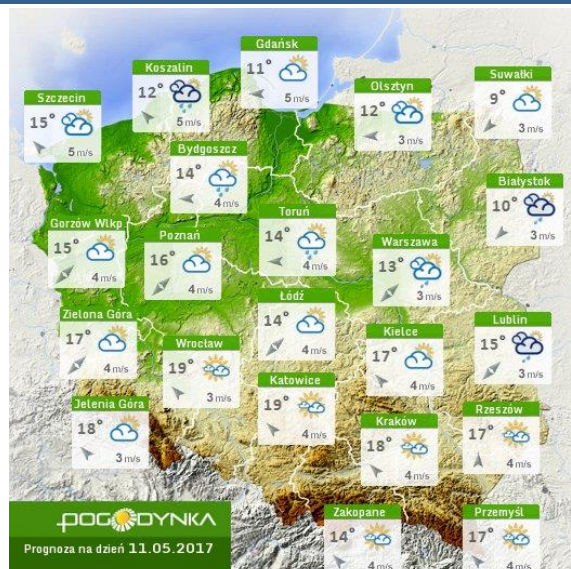 Gdańsk
11° 5 m/s
Koszalin
12° 5 m/s
Suwałki
9° 3 m/s
Olsztyn
12° 3 m/s
Szczecin
15° 5 m/s
Bydgoszcz
14° 4 m/s
Białystok
10° 3 m/s
Toruń
14° 4 m/s
Gorzów Wlkp
15° 4 m/s
Poznań
16° 4 m/s
Warszawa
13° 3 m/s
Łódź
14° 4 m/s
Zielona Góra
17° 4 m/s
Lublin
15° 3 m/s
Kielce
17° 4 m/s
Wrocław
19° 3 m/s
Katowice
19° 4 m/s
Jelenia Góra
18° 3 m/s
Rzeszów
17° 4 m/s
Kraków
18° 4 m/s
Zakopane
14° 4 m/s
Przemyśl
17° 4 m/s
POGODYNKA
Prognoza na dzień 11.05.2017